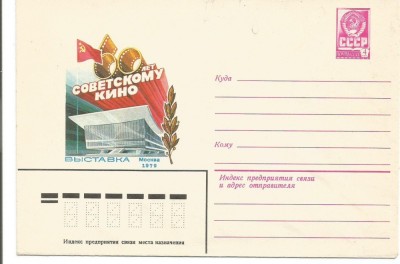 60
ЛЕТ
СОВЕТСКОМУ
КИНО
ВЫСТАВКА
Москва
1979
СССР
4
Куда
Кому
Индекс предприятия связи
и адрес отправителя
Индекс предприятия связи места назначения